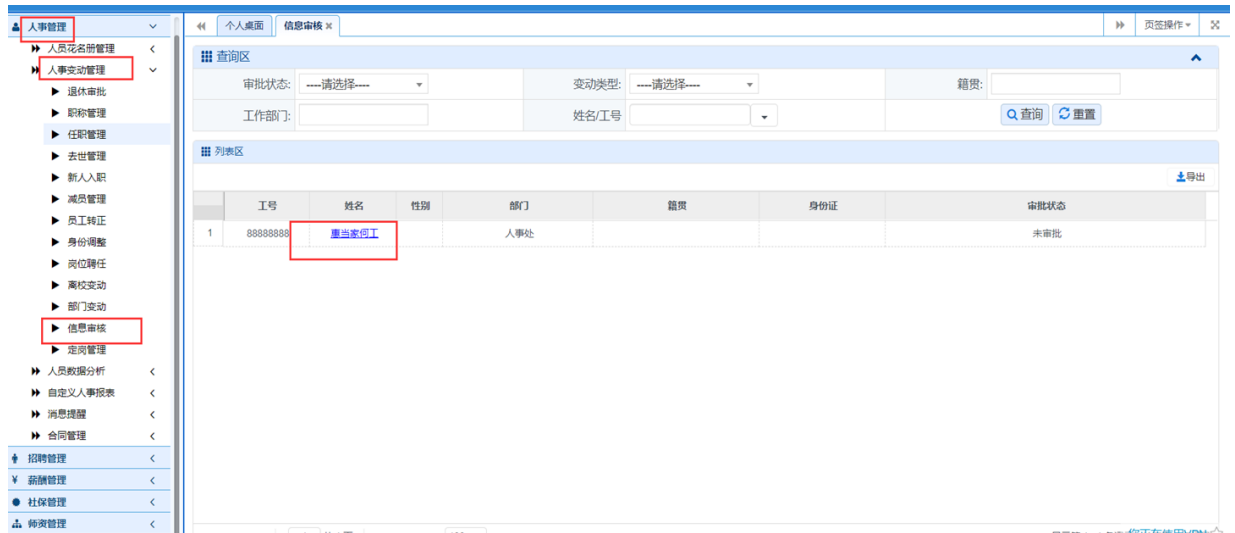 人事管理
人员花名册管理
人事变动管理
退休审批
职称管理
任职管理
去世管理
新人入职
减员管理
员工转正
身份调整
岗位聘任
离校变动
部门变动
信息审核
定岗管理
人员数据分析
自定义人事报表
消息提醒
合同管理
招聘管理
薪酬管理
社保管理
师资管理
个人桌面 信息审核 页签操作
查询区
审批状态: ----请选择---- 变动类型: ----请选择---- 籍贯:
工作部门: 姓名/工号 查询 重置
列表区
导出
工号 姓名 性别 部门 籍贯 身份证 审批状态
1 88888888 重当家何工 人事处 未审批
您正在使用VPN